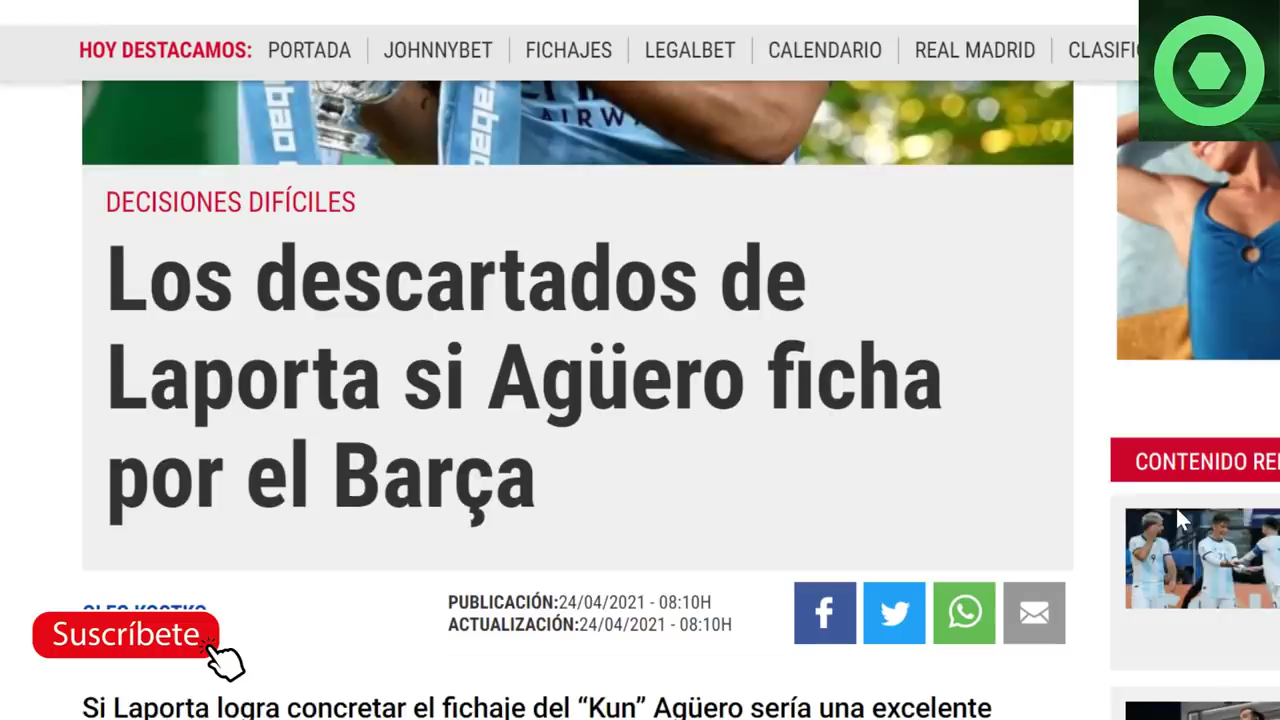 HOY DESTACAMOS: PORTADA JOHNNYBET FICHAJES LEGALBET CALENDARIO REAL MADRID
AIRW
DECISIONES DIFÍCILES
Los descartados de
Laporta si Agüero ficha
por el Barça
PUBLICACIÓN:24/04/2021 - 08:10H
ACTUALIZACIÓN:24/04/2021 - 08:10H
Suscríbete
CONTENIDO
Si Laporta logra concretar el fichaje del “Kun” Agüero sería una excelente